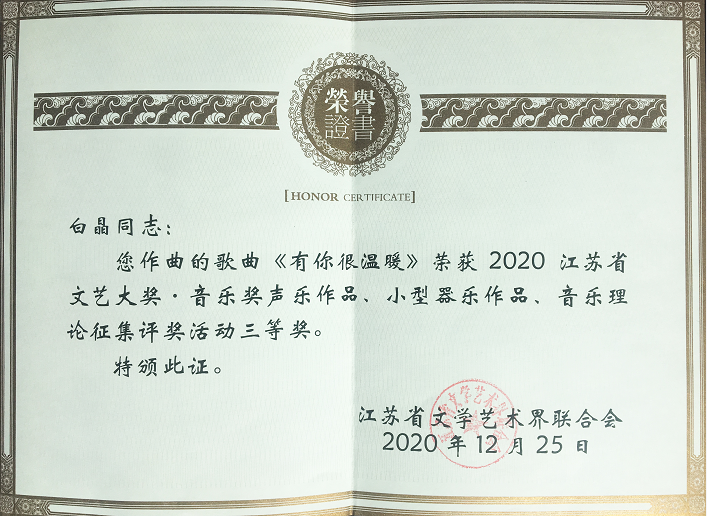 榮譽
證書
[HONOR CERTIFICATE]
白晶同志：
您作曲的歌曲《有你很温暖》荣获 2020 江苏省
文艺大奖·音乐奖声乐作品、小型器乐作品、音乐理
论征集评奖活动三等奖。
特颁此证。
江苏省文学艺术界联合会
2020 年 12 月 25 日